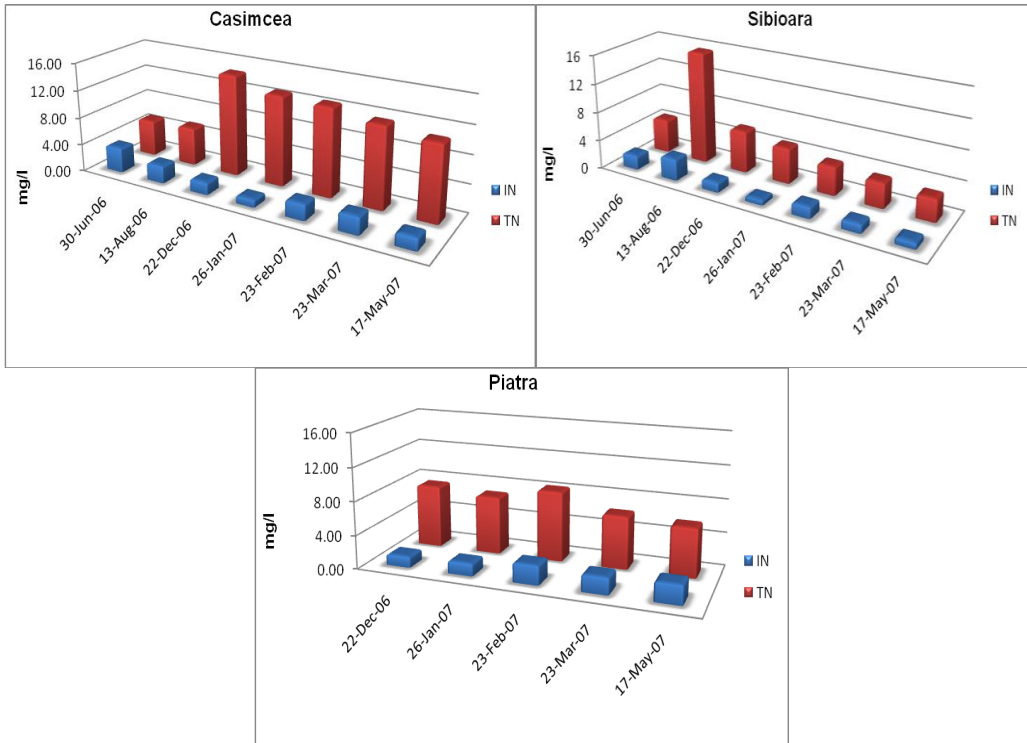 Casimcea
16.00
12.00
8.00
4.00
0.00
mg/l
30-Jun-06
13-Aug-06
22-Dec-06
26-Jan-07
23-Feb-07
23-Mar-07
17-May-07
IN
TN
Sibioara
16
12
8
4
0
mg/l
30-Jun-06
13-Aug-06
22-Dec-06
26-Jan-07
23-Feb-07
23-Mar-07
17-May-07
IN
TN
Piatra
16.00
12.00
8.00
4.00
0.00
mg/l
22-Dec-06
26-Jan-07
23-Feb-07
23-Mar-07
17-May-07
IN
TN